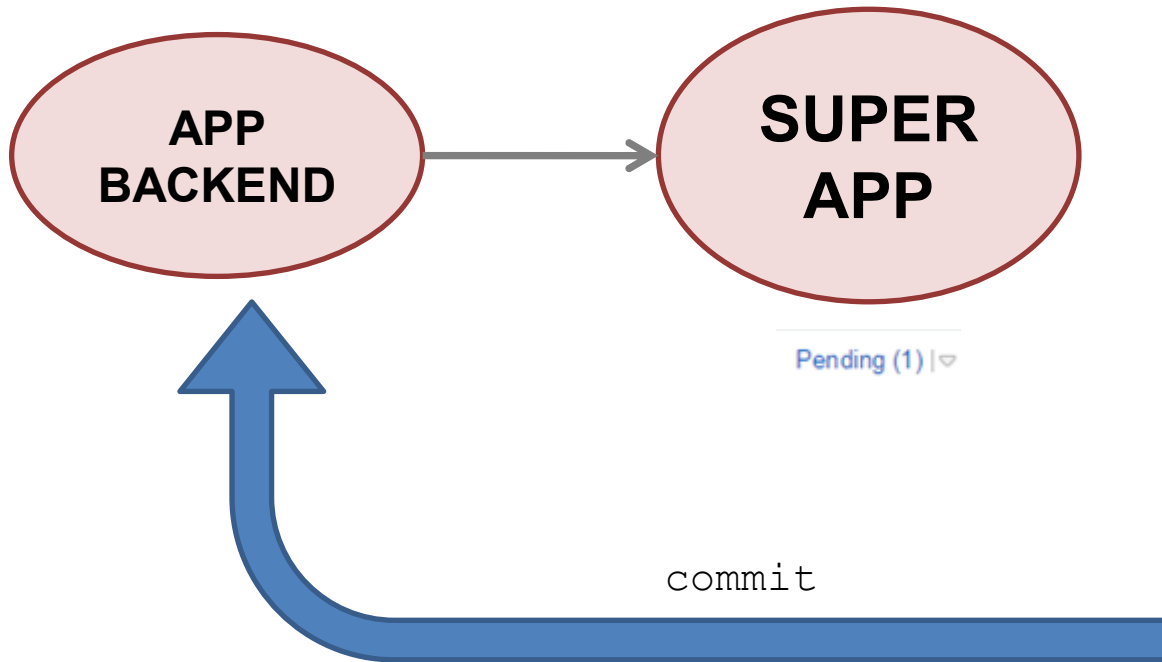 APP
BACKEND
SUPER
APP
Pending (1)
commit